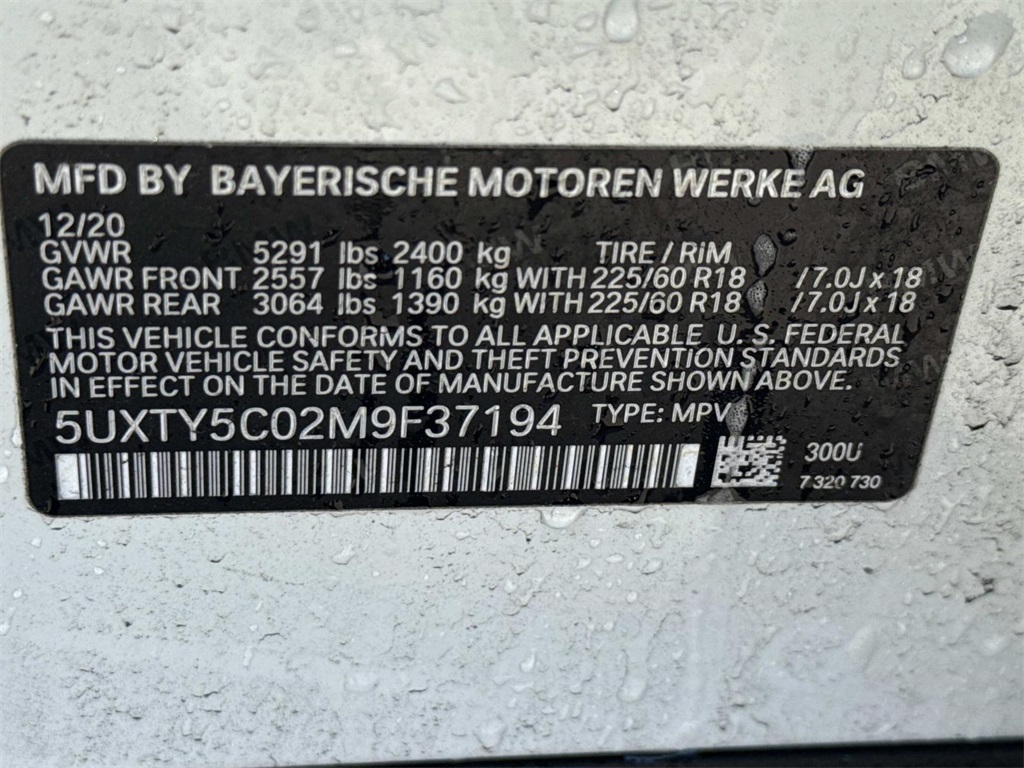 MFD BY BAYERISCHE MOTOREN WERKE AG
12/20
GVWR 5291 lbs 2400 kg TIRE / RIM
GAWR FRONT 2557 lbs 1160 kg WITH 225/60 R18 /7.0J x 18
GAWR REAR 3064 lbs 1390 kg WITH 225/60 R18 /7.0J x 18
THIS VEHICLE CONFORMS TO ALL APPLICABLE U. S. FEDERAL
MOTOR VEHICLE SAFETY AND THEFT PREVENTION STANDARDS
IN EFFECT ON THE DATE OF MANUFACTURE SHOWN ABOVE.
5UXTY5C02M9F37194 TYPE: MPV
300U
7 320 730